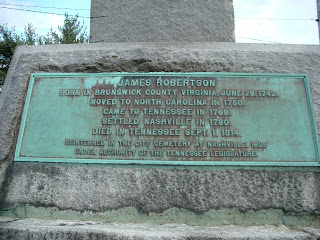 JAMES ROBERTSON
BORN IN BRUNSWICK COUNTY VIRGINIA JUNE 28, 1742.
MOVED TO NORTH CAROLINA IN 1750.
CAME TO TENNESSEE IN 1769.
SETTLED NASHVILLE IN 1780.
DIED IN TENNESSEE SEPT 1. 1814.
REINTERRED IN THE CITY CEMETERY AT NASHVILLE 1825
UNDER AUTHORITY OF THE TENNESSEE LEGISLATURE